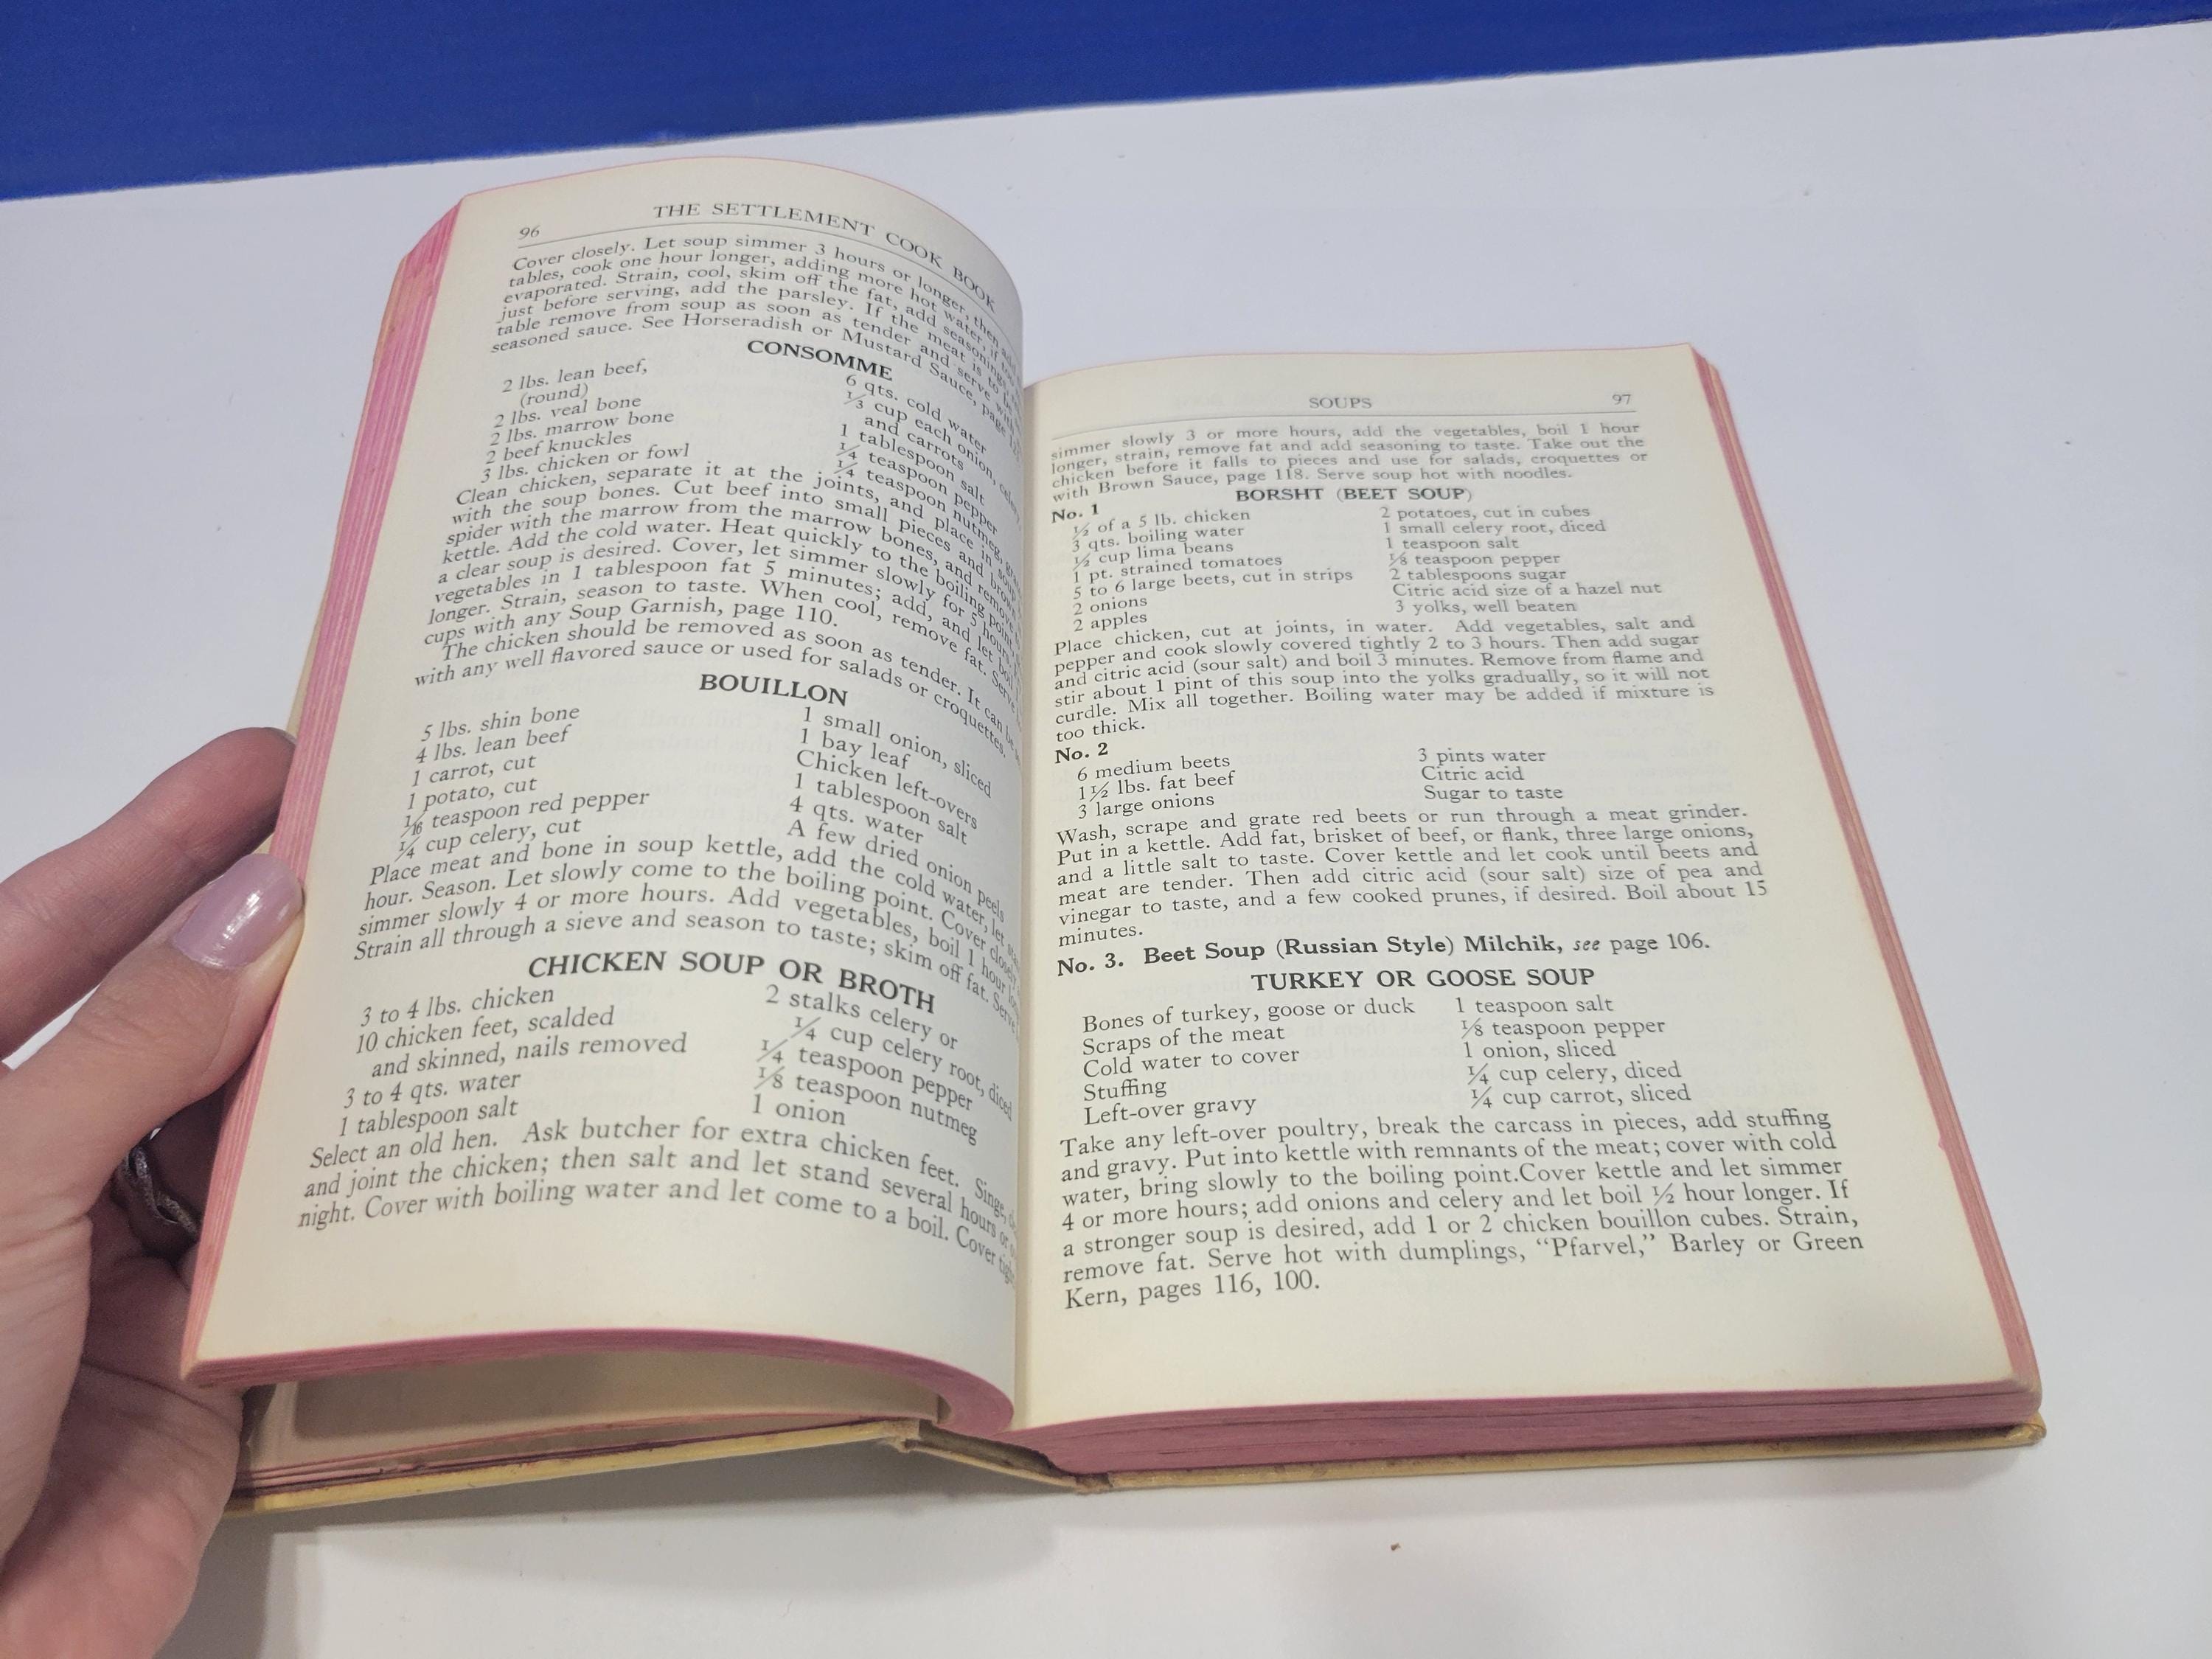 96
THE SETTLEMENT COOK BOOK
Cover closely. Let soup simmer 3 hours or longer, then add
tables, cook one hour longer, adding more hot water, if too
evaporated. Strain, cool, skim off the fat, add seasonings,
just before serving, add the parsley. If the meat is to be
table remove from soup as soon as tender and serve with
seasoned sauce. See Horseradish or Mustard Sauce, page
CONSOMME
2 lbs. lean beef,
(round)
2 lbs. veal bone
2 lbs. marrow bone
2 beef knuckles
3 lbs. chicken or fowl
6 qts. cold water
1/3 cup each onion, celery
and carrots
1 tablespoon salt
1/4 teaspoon pepper
1/4 teaspoon nutmeg,
Clean chicken, separate it at the joints, and place in soup
with the soup bones. Cut beef into small pieces and brown
spider with the marrow from the marrow bones, and remove
kettle. Add the cold water. Heat quickly to the boiling point,
a clear soup is desired. Cover, let simmer slowly for 5 hours,
vegetables in 1 tablespoon fat 5 minutes; add, and let boil 1
longer. Strain, season to taste. When cool, remove fat. Serve
cups with any Soup Garnish, page 110.
The chicken should be removed as soon as tender. It can be
with any well flavored sauce or used for salads or croquettes.
BOUILLON
5 lbs. shin bone
4 lbs. lean beef
1 carrot, cut
1 potato, cut
1/16 teaspoon red pepper
1/4 cup celery, cut
1 small onion, sliced
1 bay leaf
Chicken left-overs
1 tablespoon salt
4 qts. water
A few dried onion peels
Place meat and bone in soup kettle, add the cold water, let
hour. Season. Let slowly come to the boiling point. Cover closely
simmer slowly 4 or more hours. Add vegetables, boil 1 hour
Strain all through a sieve and season to taste; skim off fat. Serve
CHICKEN SOUP OR BROTH
3 to 4 lbs. chicken
10 chicken feet, scalded
and skinned, nails removed
3 to 4 qts. water
1 tablespoon salt
2 stalks celery or
1/4 cup celery root, diced
1/4 teaspoon pepper
1/8 teaspoon nutmeg
1 onion
Select an old hen. Ask butcher for extra chicken feet. Singe,
and joint the chicken; then salt and let stand several hours or
night. Cover with boiling water and let come to a boil. Cover
SOUPS
97
simmer slowly 3 or more hours, add the vegetables, boil 1 hour
longer, strain, remove fat and add seasoning to taste. Take out the
chicken before it falls to pieces and use for salads, croquettes or
with Brown Sauce, page 118. Serve soup hot with noodles.
BORSHT (BEET SOUP)
No. 1
1/2 of a 5 lb. chicken
3 qts. boiling water
1/2 cup lima beans
1 pt. strained tomatoes
5 to 6 large beets, cut in strips
2 onions
2 apples
2 potatoes, cut in cubes
1 small celery root, diced
1 teaspoon salt
1/8 teaspoon pepper
2 tablespoons sugar
Citric acid size of a hazel nut
3 yolks, well beaten
Place chicken, cut at joints, in water. Add vegetables, salt and
pepper and cook slowly covered tightly 2 to 3 hours. Then add sugar
and citric acid (sour salt) and boil 3 minutes. Remove from flame and
stir about 1 pint of this soup into the yolks gradually, so it will not
curdle. Mix all together. Boiling water may be added if mixture is
too thick.
No. 2
6 medium beets
1 1/2 lbs. fat beef
3 large onions
3 pints water
Citric acid
Sugar to taste
Wash, scrape and grate red beets or run through a meat grinder.
Put in a kettle. Add fat, brisket of beef, or flank, three large onions,
and a little salt to taste. Cover kettle and let cook until beets and
meat are tender. Then add citric acid (sour salt) size of pea and
vinegar to taste, and a few cooked prunes, if desired. Boil about 15
minutes.
No. 3. Beet Soup (Russian Style) Milchik, see page 106.
TURKEY OR GOOSE SOUP
Bones of turkey, goose or duck
Scraps of the meat
Cold water to cover
Stuffing
Left-over gravy
1 teaspoon salt
1/8 teaspoon pepper
1 onion, sliced
1/4 cup celery, diced
1/4 cup carrot, sliced
Take any left-over poultry, break the carcass in pieces, add stuffing
and gravy. Put into kettle with remnants of the meat; cover with cold
water, bring slowly to the boiling point.Cover kettle and let simmer
4 or more hours; add onions and celery and let boil 1/2 hour longer. If
a stronger soup is desired, add 1 or 2 chicken bouillon cubes. Strain,
remove fat. Serve hot with dumplings, "Pfarvel," Barley or Green
Kern, pages 116, 100.